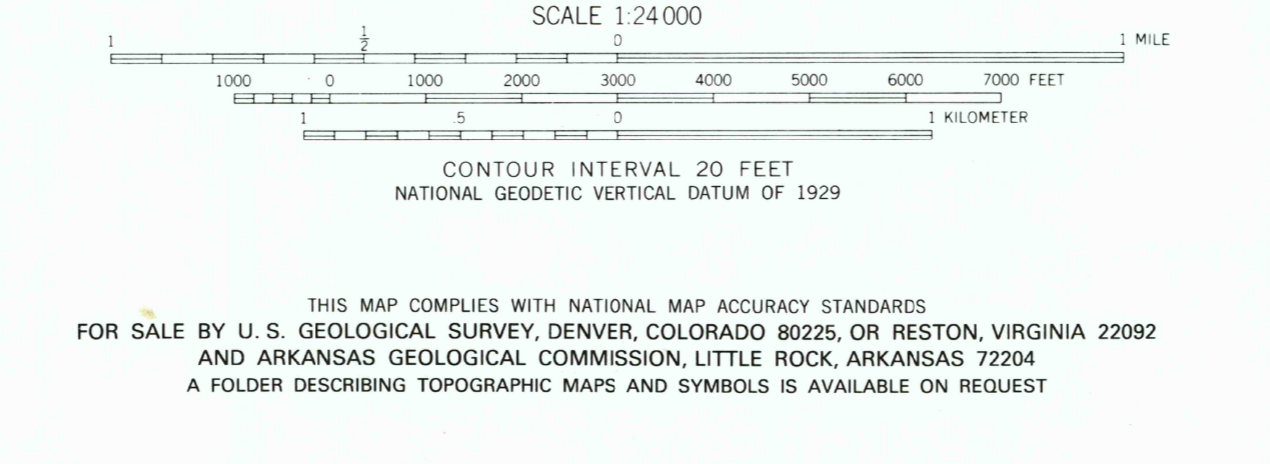 SCALE 1:24 000
1 ½ 0 1 MILE
1000 0 1000 2000 3000 4000 5000 6000 7000 FEET
1 .5 0 1 KILOMETER
CONTOUR INTERVAL 20 FEET
NATIONAL GEODETIC VERTICAL DATUM OF 1929
THIS MAP COMPLIES WITH NATIONAL MAP ACCURACY STANDARDS
FOR SALE BY U. S. GEOLOGICAL SURVEY, DENVER, COLORADO 80225, OR RESTON, VIRGINIA 22092
AND ARKANSAS GEOLOGICAL COMMISSION, LITTLE ROCK, ARKANSAS 72204
A FOLDER DESCRIBING TOPOGRAPHIC MAPS AND SYMBOLS IS AVAILABLE ON REQUEST